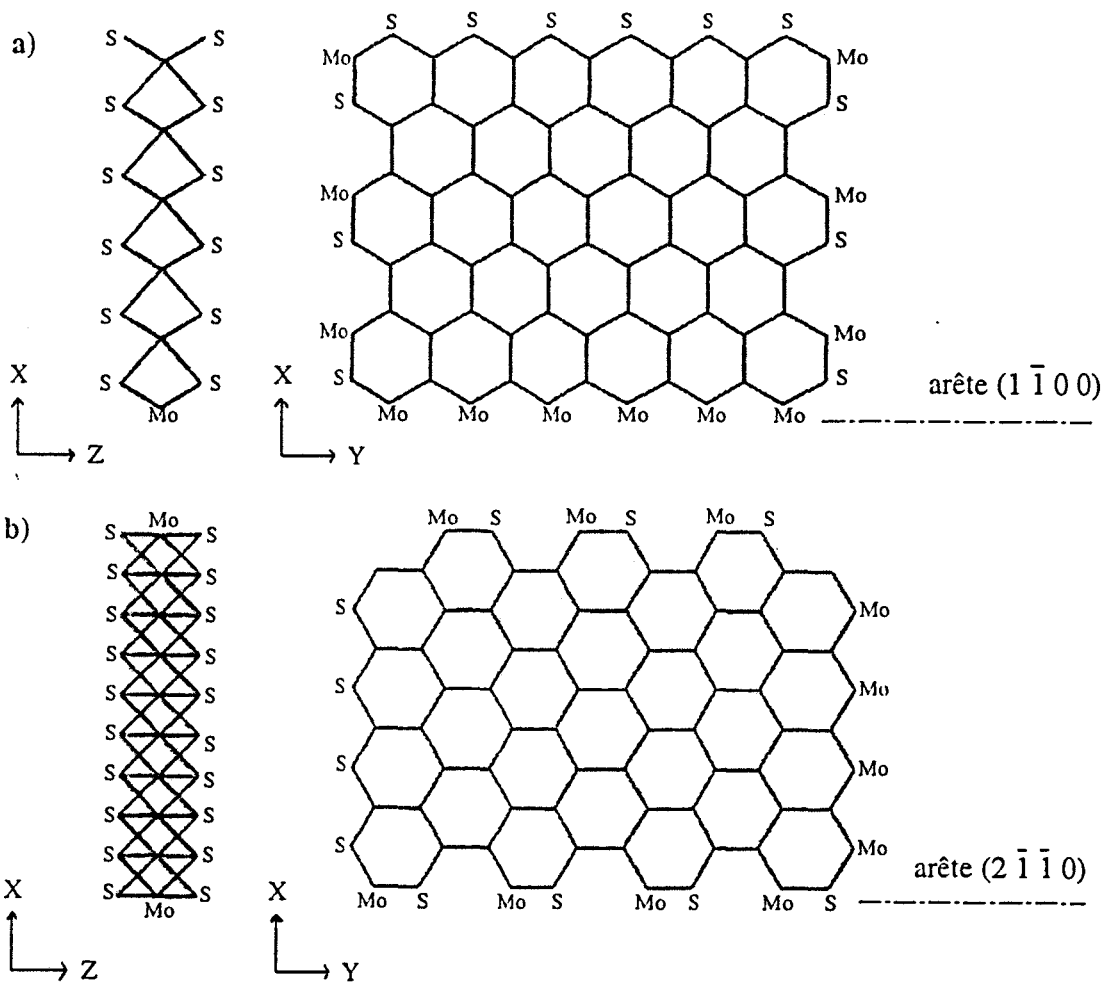 a)
S S
S S S S S S
Mo Mo
S S
S S
S S
Mo Mo
S S
S S
S S
Mo Mo
S S
S S
Mo
Mo Mo Mo Mo Mo Mo
arête (1 1̅ 0 0)
X
Z
X
Y
b)
Mo
S S
Mo S Mo S Mo S
S S
S S
S Mo
S S
S S
S Mo
S S
S S
S Mo
S S
S S
S Mo
S S
Mo
Mo S Mo S Mo S Mo S
arête (2 1̅ 1̅ 0)
X
Z
X
Y